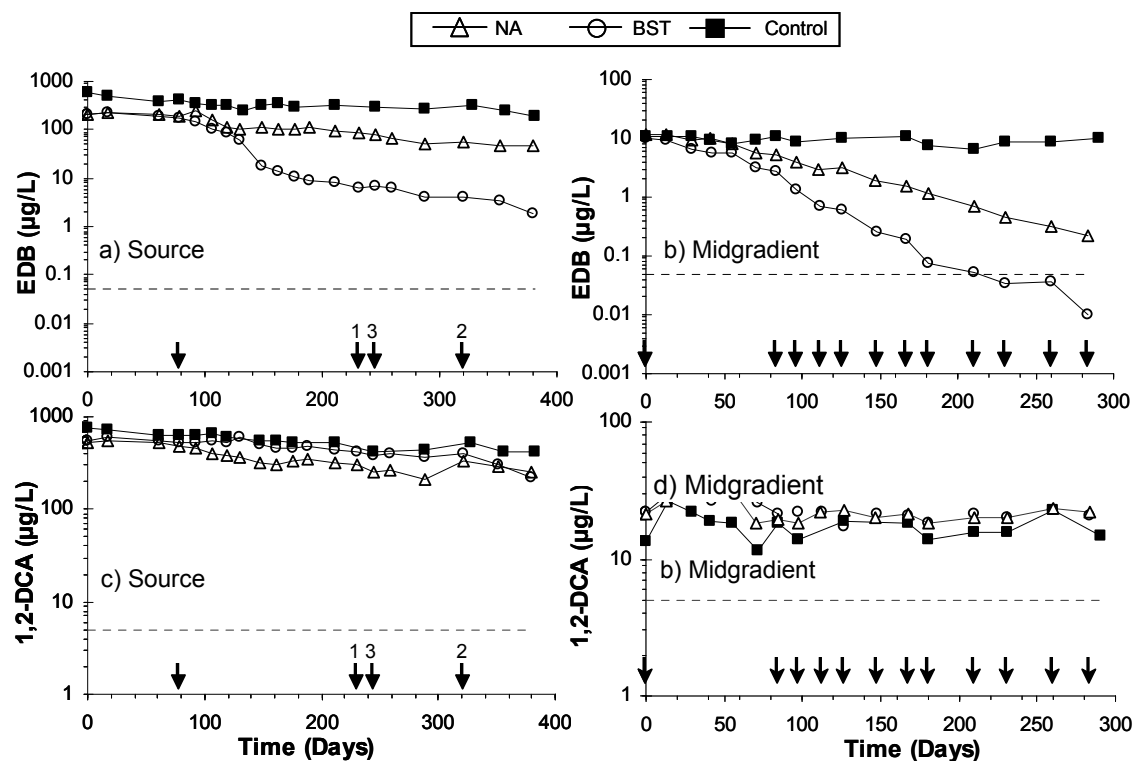 NA BST Control
1000
100
10
1
0.1
0.01
0.001
EDB (µg/L)
a) Source
1 3 2
0 100 200 300 400
100
10
1
0.1
0.01
0.001
EDB (µg/L)
b) Midgradient
0 50 100 150 200 250 300
1000
100
10
1
1,2-DCA (µg/L)
c) Source
1 3 2
0 100 200 300 400
Time (Days)
100
10
1
1,2-DCA (µg/L)
d) Midgradient
b) Midgradient
0 50 100 150 200 250 300
Time (Days)